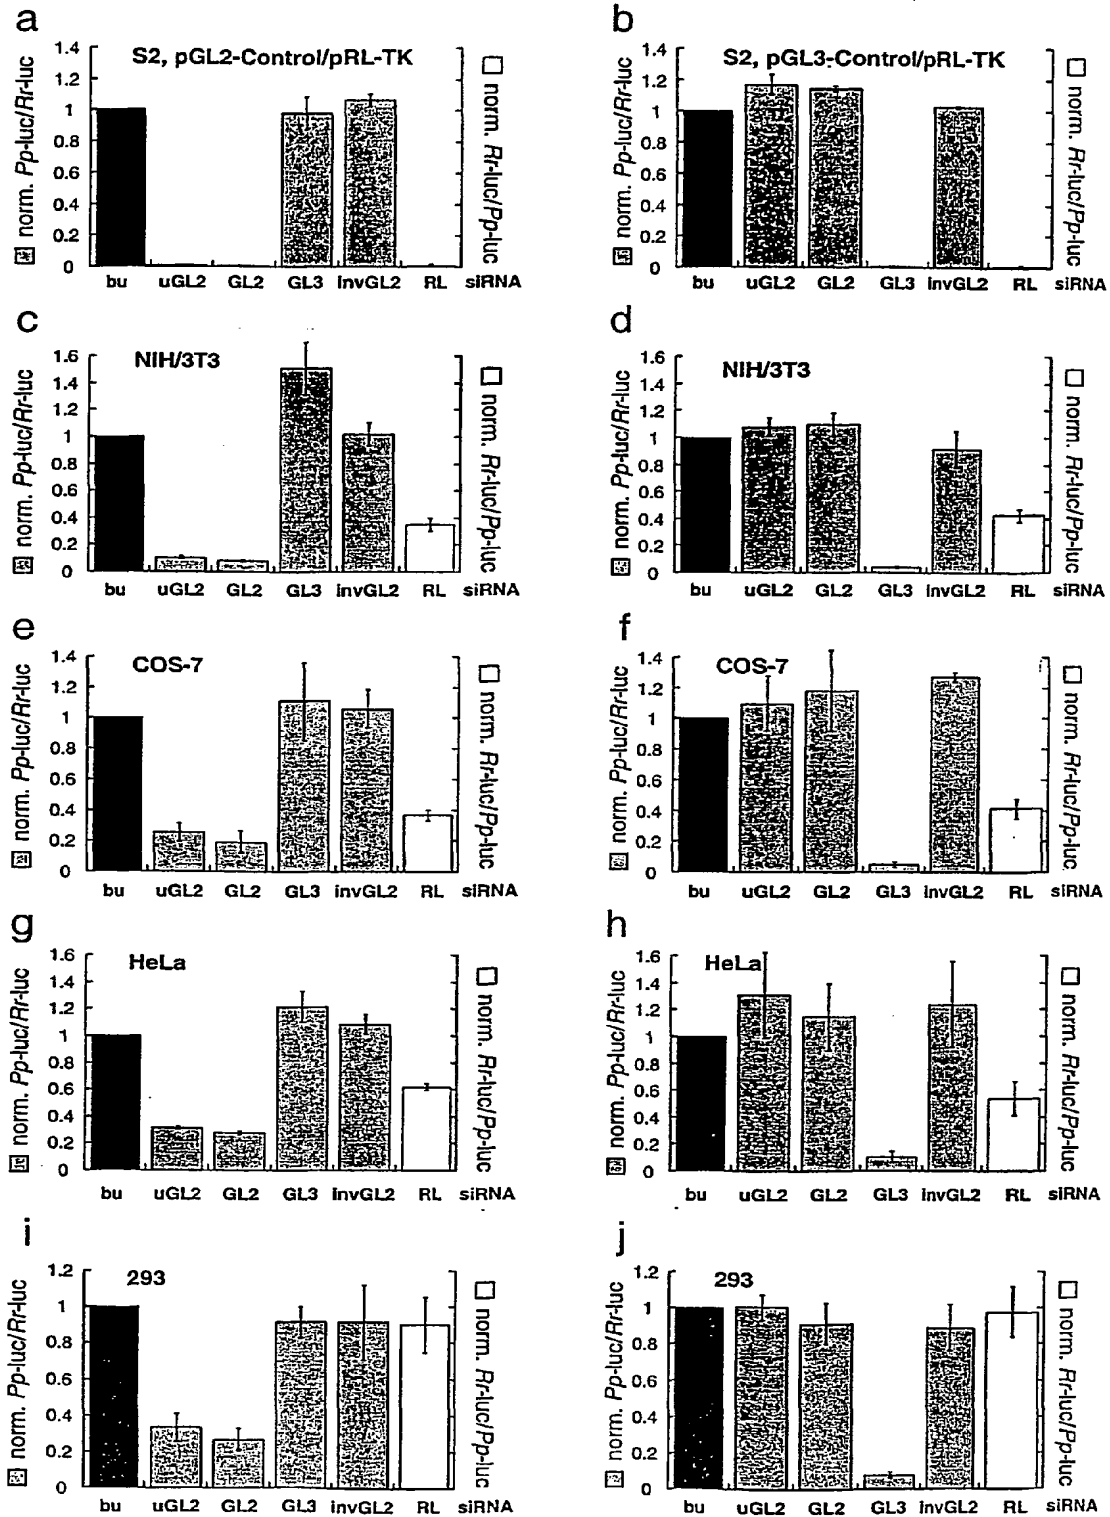 a
S2, pGL2-Control/pRL-TK
norm. Pp-luc/Rr-luc
1.4
1.2
1
0.8
0.6
0.4
0.2
0
bu uGL2 GL2 GL3 invGL2 RL siRNA
norm. Rr-luc/Pp-luc
b
S2, pGL3-Control/pRL-TK
norm. Pp-luc/Rr-luc
1.4
1.2
1
0.8
0.6
0.4
0.2
0
bu uGL2 GL2 GL3 invGL2 RL siRNA
norm. Rr-luc/Pp-luc
c
NIH/3T3
norm. Pp-luc/Rr-luc
1.6
1.4
1.2
1
0.8
0.6
0.4
0.2
0
bu uGL2 GL2 GL3 invGL2 RL siRNA
norm. Rr-luc/Pp-luc
d
NIH/3T3
norm. Pp-luc/Rr-luc
1.6
1.4
1.2
1
0.8
0.6
0.4
0.2
0
bu uGL2 GL2 GL3 invGL2 RL siRNA
norm. Rr-luc/Pp-luc
e
COS-7
norm. Pp-luc/Rr-luc
1.4
1.2
1
0.8
0.6
0.4
0.2
0
bu uGL2 GL2 GL3 invGL2 RL siRNA
norm. Rr-luc/Pp-luc
f
COS-7
norm. Pp-luc/Rr-luc
1.4
1.2
1
0.8
0.6
0.4
0.2
0
bu uGL2 GL2 GL3 invGL2 RL siRNA
norm. Rr-luc/Pp-luc
g
HeLa
norm. Pp-luc/Rr-luc
1.6
1.4
1.2
1
0.8
0.6
0.4
0.2
0
bu uGL2 GL2 GL3 invGL2 RL siRNA
norm. Rr-luc/Pp-luc
h
HeLa
norm. Pp-luc/Rr-luc
1.6
1.4
1.2
1
0.8
0.6
0.4
0.2
0
bu uGL2 GL2 GL3 invGL2 RL siRNA
norm. Rr-luc/Pp-luc
i
293
norm. Pp-luc/Rr-luc
1.2
1
0.8
0.6
0.4
0.2
0
bu uGL2 GL2 GL3 invGL2 RL siRNA
norm. Rr-luc/Pp-luc
j
293
norm. Pp-luc/Rr-luc
1.2
1
0.8
0.6
0.4
0.2
0
bu uGL2 GL2 GL3 invGL2 RL siRNA
norm. Rr-luc/Pp-luc